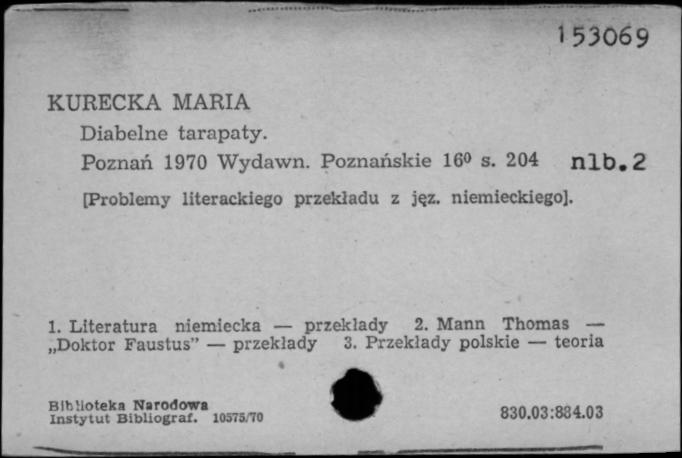 153069
KURECKA MARIA
Diabelne tarapaty.
Poznań 1970 Wydawn. Poznańskie 16⁰ s. 204 nlb.2
[Problemy literackiego przekładu z jęz. niemieckiego].
1. Literatura niemiecka — przekłady 2. Mann Thomas —
„Doktor Faustus” — przekłady 3. Przekłady polskie — teoria
Biblioteka Narodowa
Instytut Bibliograf. 10575/70
830.03:884.03